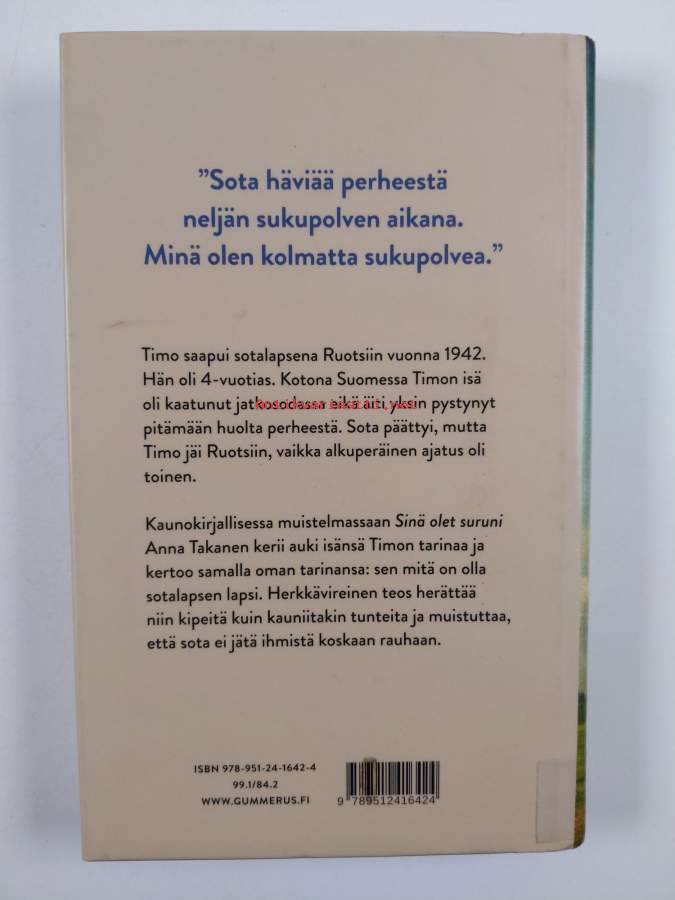 ”Sota häviää perheestä
neljän sukupolven aikana.
Minä olen kolmatta sukupolvea.”
Timo saapui sotalapsena Ruotsiin vuonna 1942.
Hän oli 4-vuotias. Kotona Suomessa Timon isä
oli kaatunut jatkosodassa eikä äiti yksin pystynyt
pitämään huolta perheestä. Sota päättyi, mutta
Timo jäi Ruotsiin, vaikka alkuperäinen ajatus oli
toinen.
Kaunokirjallisessa muistelmassaan Sinä olet suruni
Anna Takanen kerii auki isänsä Timon tarinaa ja
kertoo samalla oman tarinansa: sen mitä on olla
sotalapsen lapsi. Herkkävireinen teos herättää
niin kipeitä kuin kauniitakin tunteita ja muistuttaa,
että sota ei jätä ihmistä koskaan rauhaan.
ISBN 978-951-24-1642-4
99.1/84.2
WWW.GUMMERUS.FI
9 789512 416424